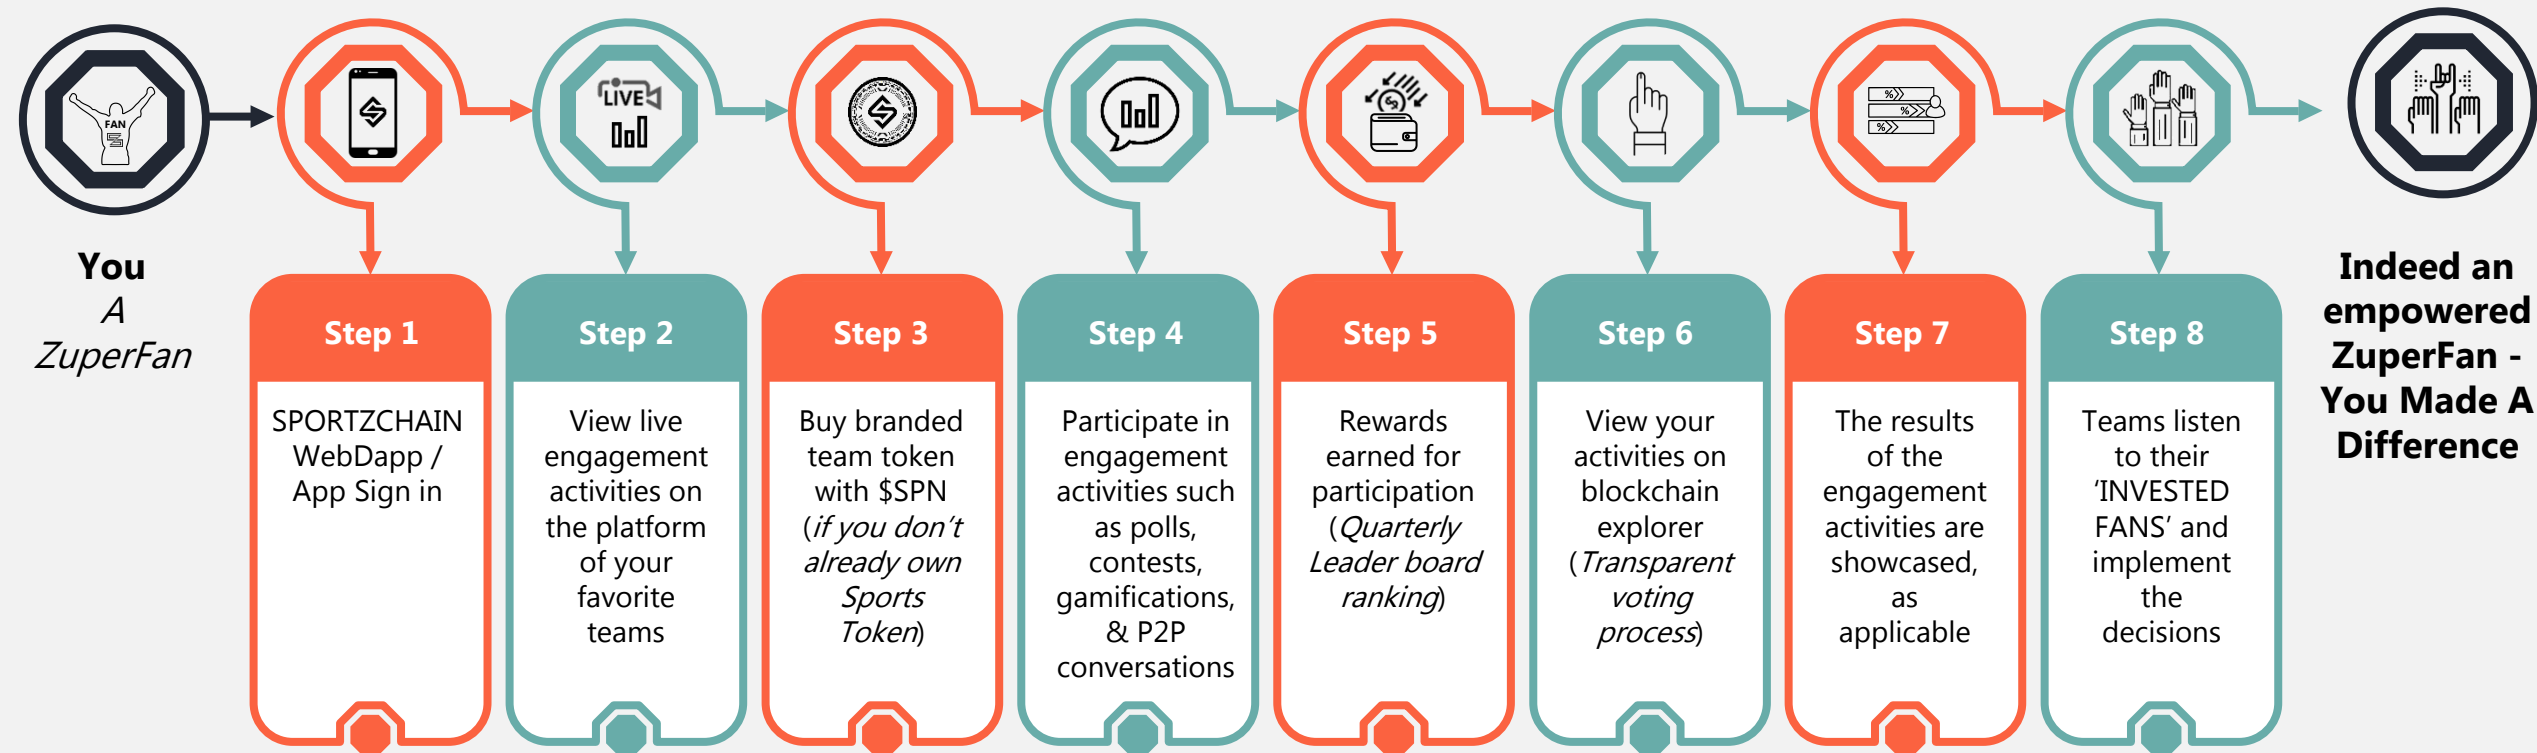 FAN
LIVE
You
A
ZuperFan
Step 1
SPORTZCHAIN
WebDapp /
App Sign in
Step 2
View live
engagement
activities on
the platform
of your
favorite
teams
Step 3
Buy branded
team token
with $SPN
(if you don’t
already own
Sports
Token)
Step 4
Participate in
engagement
activities such
as polls,
contests,
gamifications,
& P2P
conversations
Step 5
Rewards
earned for
participation
(Quarterly
Leader board
ranking)
Step 6
View your
activities on
blockchain
explorer
(Transparent
voting
process)
Step 7
%
%
%
The results
of the
engagement
activities are
showcased,
as
applicable
Step 8
Teams listen
to their
‘INVESTED
FANS’ and
implement
the
decisions
Indeed an
empowered
ZuperFan -
You Made A
Difference